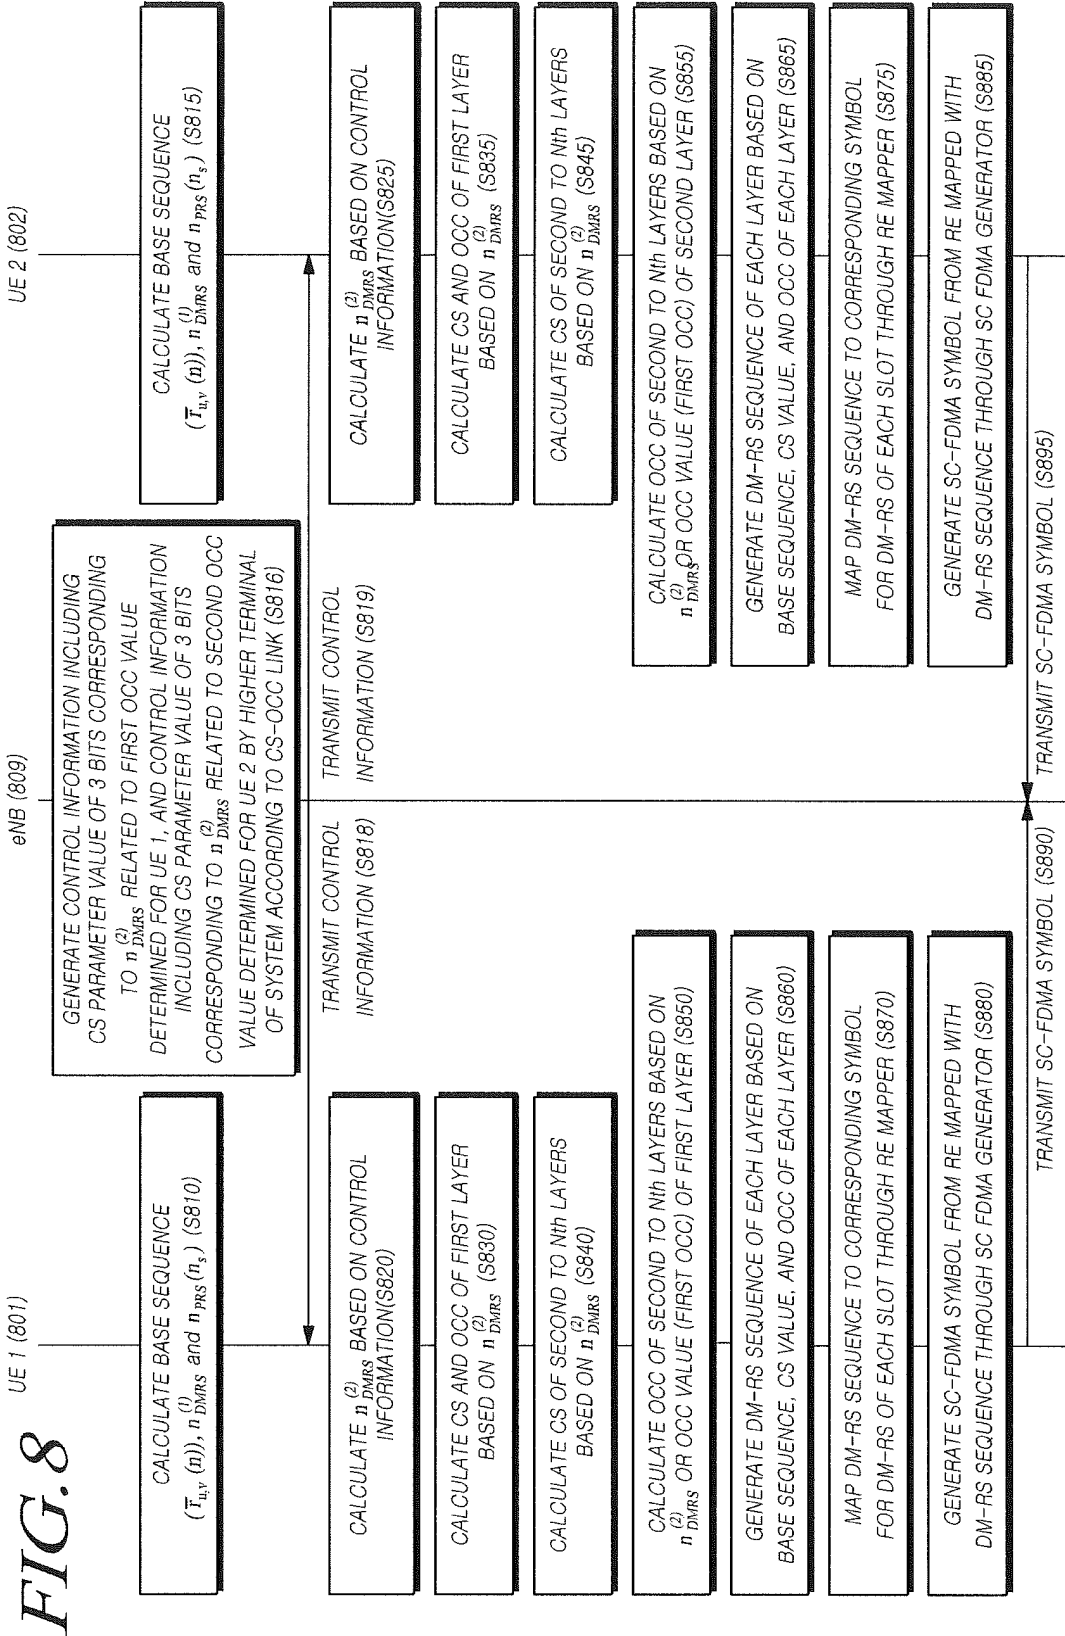 FIG.8
UE 1 (801)
eNB (809)
UE 2 (802)
CALCULATE BASE SEQUENCE
(r̅u,v (n)), n(1)DMRS and nPRS(ns) (S810)
GENERATE CONTROL INFORMATION INCLUDING
CS PARAMETER VALUE OF 3 BITS CORRESPONDING
TO n(2)DMRS RELATED TO FIRST OCC VALUE
DETERMINED FOR UE 1, AND CONTROL INFORMATION
INCLUDING CS PARAMETER VALUE OF 3 BITS
CORRESPONDING TO n(2)DMRS RELATED TO SECOND OCC
VALUE DETERMINED FOR UE 2 BY HIGHER TERMINAL
OF SYSTEM ACCORDING TO CS-OCC LINK (S816)
CALCULATE BASE SEQUENCE
(r̅u,v (n)), n(1)DMRS and nPRS(ns) (S815)
TRANSMIT CONTROL
INFORMATION (S818)
TRANSMIT CONTROL
INFORMATION (S819)
CALCULATE n(2)DMRS BASED ON CONTROL
INFORMATION(S820)
CALCULATE n(2)DMRS BASED ON CONTROL
INFORMATION(S825)
CALCULATE CS AND OCC OF FIRST LAYER
BASED ON n(2)DMRS (S830)
CALCULATE CS AND OCC OF FIRST LAYER
BASED ON n(2)DMRS (S835)
CALCULATE CS OF SECOND TO Nth LAYERS
BASED ON n(2)DMRS (S840)
CALCULATE CS OF SECOND TO Nth LAYERS
BASED ON n(2)DMRS (S845)
CALCULATE OCC OF SECOND TO Nth LAYERS BASED ON
n(2)DMRS OR OCC VALUE (FIRST OCC) OF FIRST LAYER (S850)
CALCULATE OCC OF SECOND TO Nth LAYERS BASED ON
n(2)DMRS OR OCC VALUE (FIRST OCC) OF SECOND LAYER (S855)
GENERATE DM-RS SEQUENCE OF EACH LAYER BASED ON
BASE SEQUENCE, CS VALUE, AND OCC OF EACH LAYER (S860)
GENERATE DM-RS SEQUENCE OF EACH LAYER BASED ON
BASE SEQUENCE, CS VALUE, AND OCC OF EACH LAYER (S865)
MAP DM-RS SEQUENCE TO CORRESPONDING SYMBOL
FOR DM-RS OF EACH SLOT THROUGH RE MAPPER (S870)
MAP DM-RS SEQUENCE TO CORRESPONDING SYMBOL
FOR DM-RS OF EACH SLOT THROUGH RE MAPPER (S875)
GENERATE SC-FDMA SYMBOL FROM RE MAPPED WITH
DM-RS SEQUENCE THROUGH SC FDMA GENERATOR (S880)
GENERATE SC-FDMA SYMBOL FROM RE MAPPED WITH
DM-RS SEQUENCE THROUGH SC FDMA GENERATOR (S885)
TRANSMIT SC-FDMA SYMBOL (S890)
TRANSMIT SC-FDMA SYMBOL (S895)